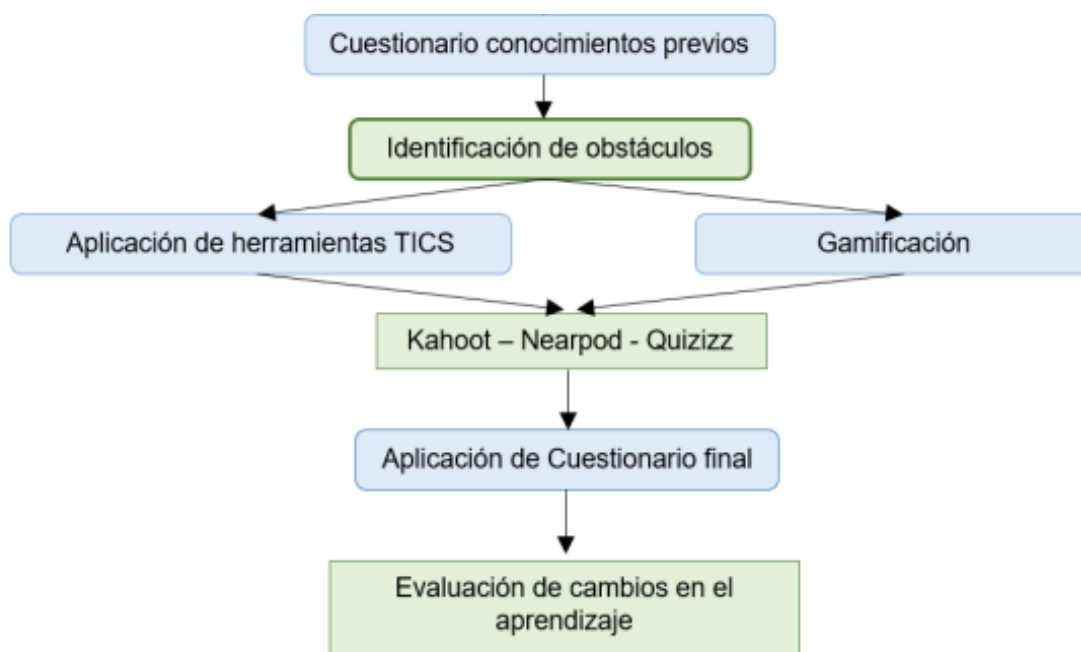 Cuestionario conocimientos previos
Identificación de obstáculos
Aplicación de herramientas TICS
Gamificación
Kahoot – Nearpod - Quizizz
Aplicación de Cuestionario final
Evaluación de cambios en el
aprendizaje